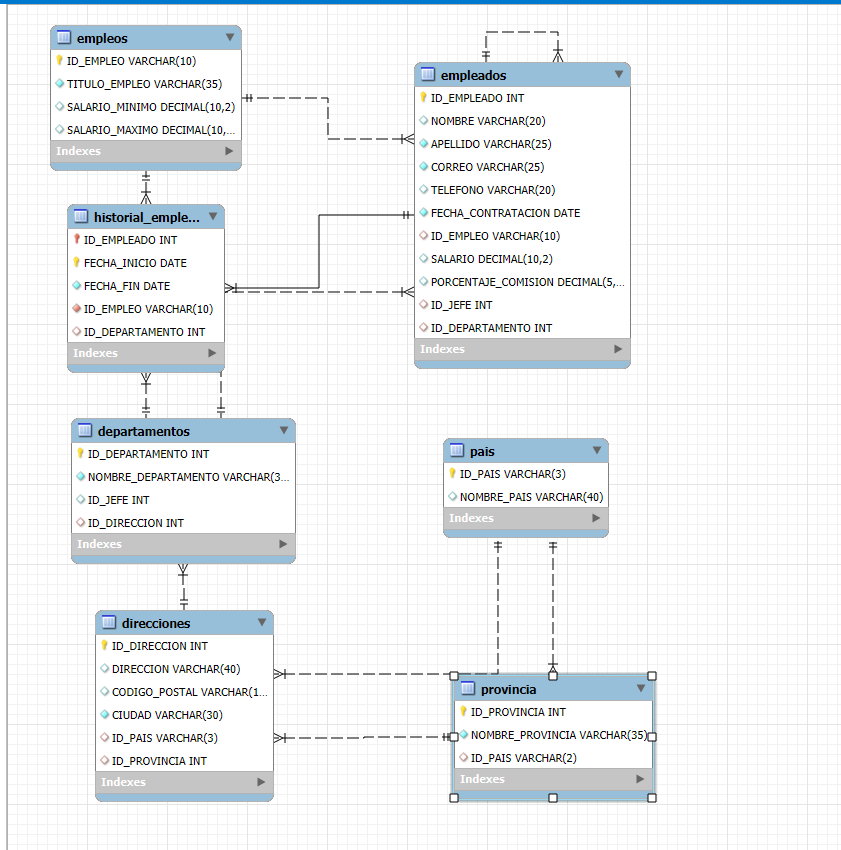 empleos
ID_EMPLEO VARCHAR(10)
TITULO_EMPLEO VARCHAR(35)
SALARIO_MINIMO DECIMAL(10,2)
SALARIO_MAXIMO DECIMAL(10,...
Indexes
empleados
ID_EMPLEADO INT
NOMBRE VARCHAR(20)
APELLIDO VARCHAR(25)
CORREO VARCHAR(25)
TELEFONO VARCHAR(20)
FECHA_CONTRATACION DATE
ID_EMPLEO VARCHAR(10)
SALARIO DECIMAL(10,2)
PORCENTAJE_COMISION DECIMAL(5,...
ID_JEFE INT
ID_DEPARTAMENTO INT
Indexes
historial_emple...
ID_EMPLEADO INT
FECHA_INICIO DATE
FECHA_FIN DATE
ID_EMPLEO VARCHAR(10)
ID_DEPARTAMENTO INT
Indexes
departamentos
ID_DEPARTAMENTO INT
NOMBRE_DEPARTAMENTO VARCHAR(3...
ID_JEFE INT
ID_DIRECCION INT
Indexes
pais
ID_PAIS VARCHAR(3)
NOMBRE_PAIS VARCHAR(40)
Indexes
direcciones
ID_DIRECCION INT
DIRECCION VARCHAR(40)
CODIGO_POSTAL VARCHAR(1...
CIUDAD VARCHAR(30)
ID_PAIS VARCHAR(3)
ID_PROVINCIA INT
Indexes
provincia
ID_PROVINCIA INT
NOMBRE_PROVINCIA VARCHAR(35)
ID_PAIS VARCHAR(2)
Indexes